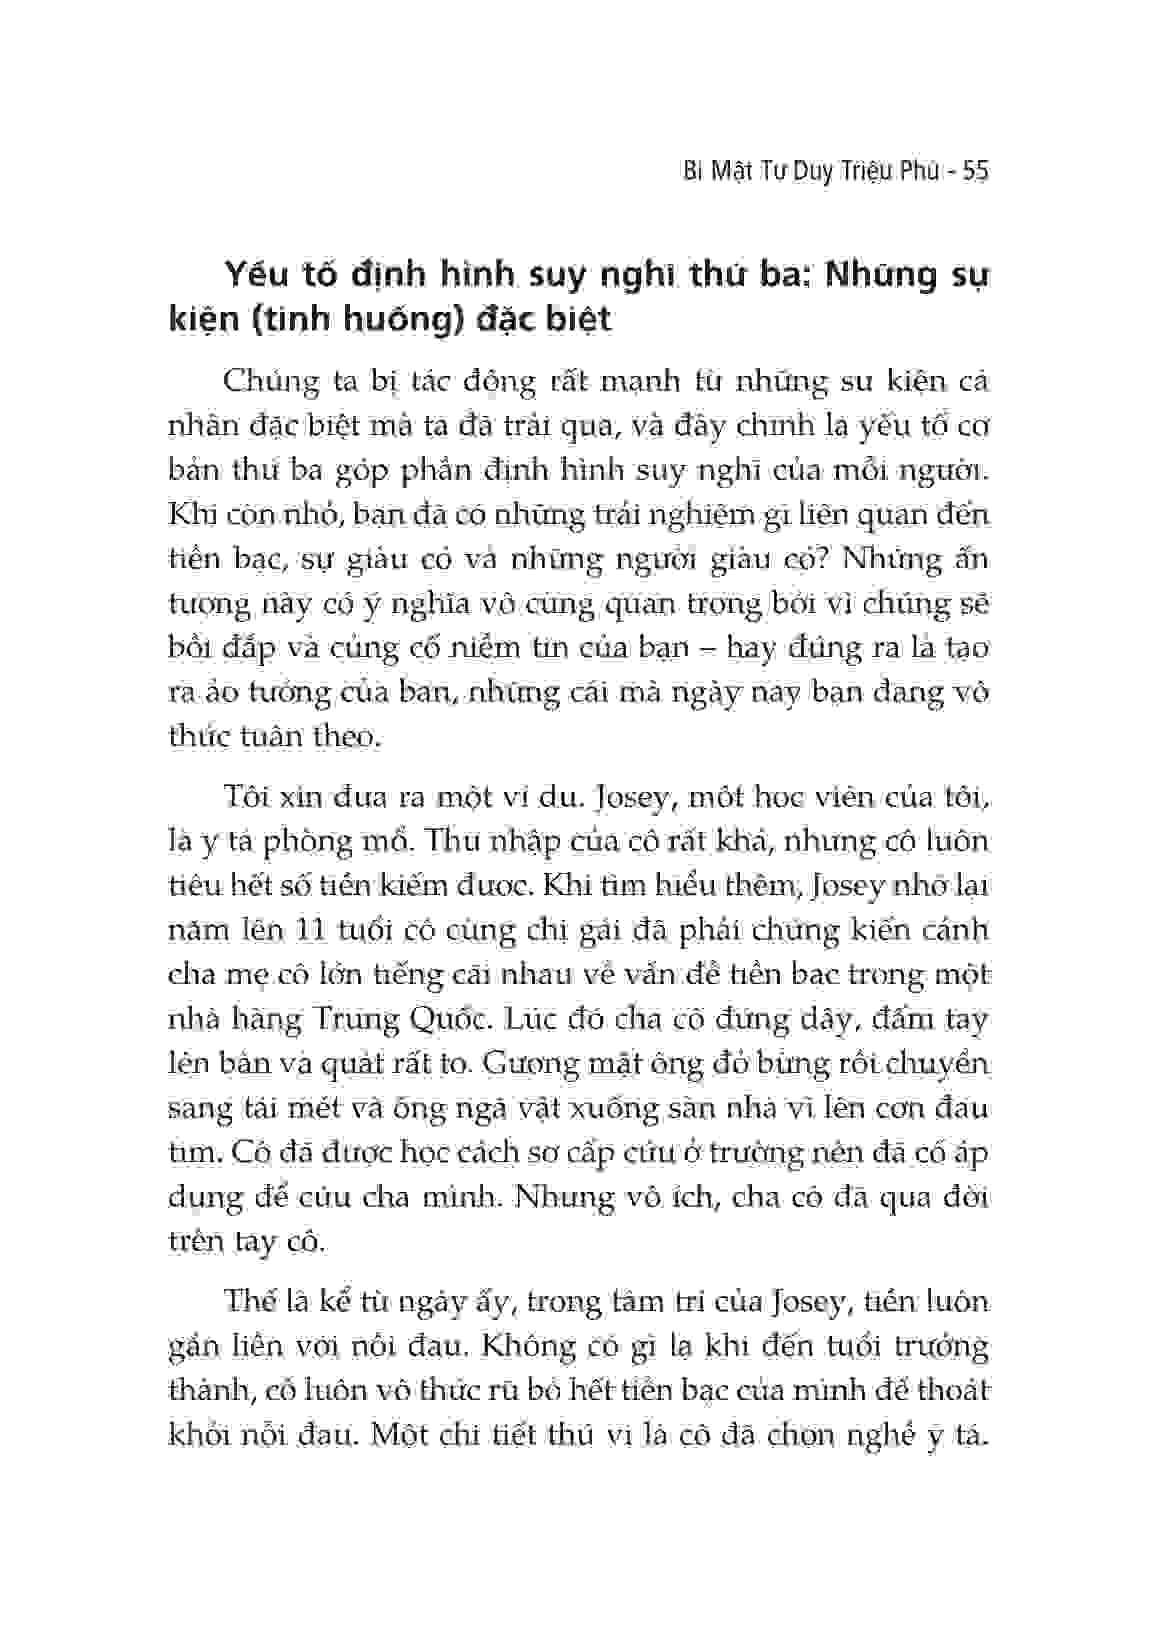 Bí Mật Tư Duy Triệu Phú - 55
Yếu tố định hình suy nghĩ thứ ba: Những sự
kiện (tình huống) đặc biệt
Chúng ta bị tác động rất mạnh từ những sự kiện cá
nhân đặc biệt mà ta đã trải qua, và đây chính là yếu tố cơ
bản thứ ba góp phần định hình suy nghĩ của mỗi người.
Khi còn nhỏ, bạn đã có những trải nghiệm gì liên quan đến
tiền bạc, sự giàu có và những người giàu có? Những ấn
tượng này có ý nghĩa vô cùng quan trọng bởi vì chúng sẽ
bồi đắp và củng cố niềm tin của bạn – hay đúng ra là tạo
ra ảo tưởng của bạn, những cái mà ngày nay bạn đang vô
thức tuân theo.
Tôi xin đưa ra một ví dụ. Josey, một học viên của tôi,
là y tá phòng mổ. Thu nhập của cô rất khá, nhưng cô luôn
tiêu hết số tiền kiếm được. Khi tìm hiểu thêm, Josey nhớ lại
năm lên 11 tuổi cô cùng chị gái đã phải chứng kiến cảnh
cha mẹ cô lớn tiếng cãi nhau về vấn đề tiền bạc trong một
nhà hàng Trung Quốc. Lúc đó cha cô đứng dậy, đấm tay
lên bàn và quát rất to. Gương mặt ông đỏ bừng rồi chuyển
sang tái mét và ông ngã vật xuống sàn nhà vì lên cơn đau
tim. Cô đã được học cách sơ cấp cứu ở trường nên đã cố áp
dụng để cứu cha mình. Nhưng vô ích, cha cô đã qua đời
trên tay cô.
Thế là kể từ ngày ấy, trong tâm trí của Josey, tiền luôn
gắn liền với nỗi đau. Không có gì lạ khi đến tuổi trưởng
thành, cô luôn vô thức rũ bỏ hết tiền bạc của mình để thoát
khỏi nỗi đau. Một chi tiết thú vị là cô đã chọn nghề y tá.